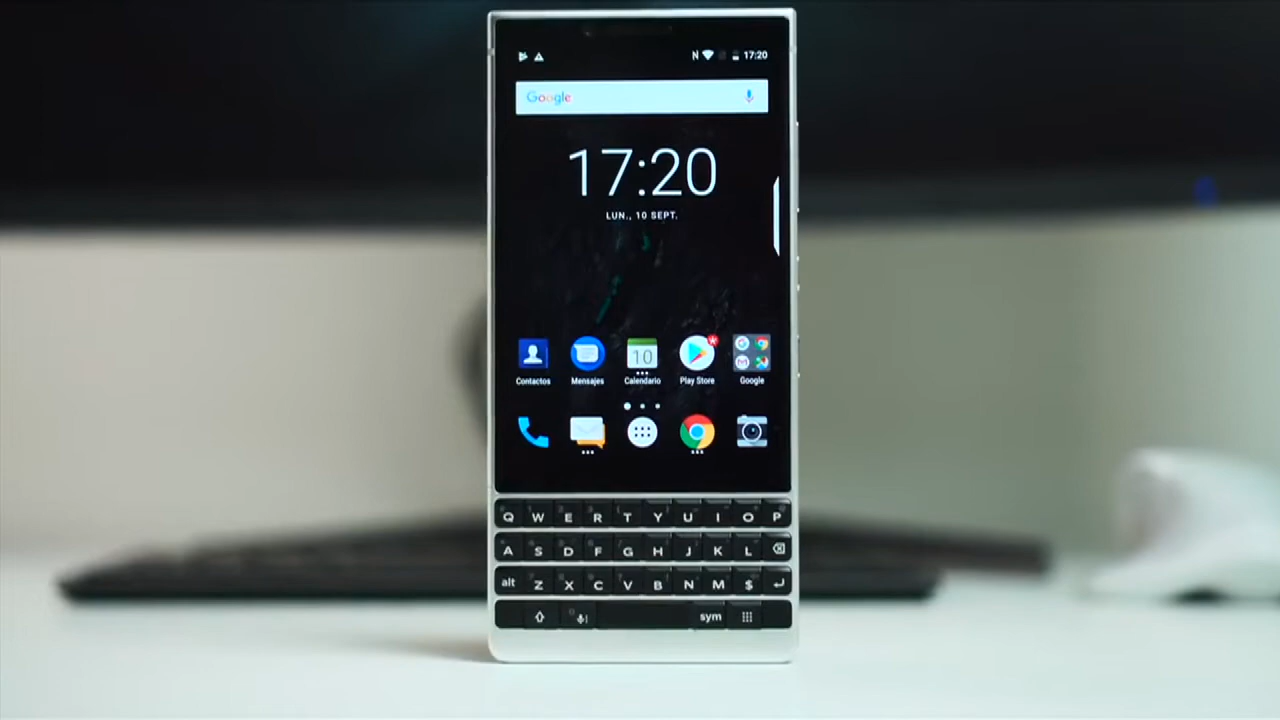 17:20
Google
17:20
LUN., 10 SEPT.
10
Contactos Mensajes Calendario Play Store Google
Q W E R T Y U I O P
A S D F G H J K L
alt Z X C V B N M $
sym